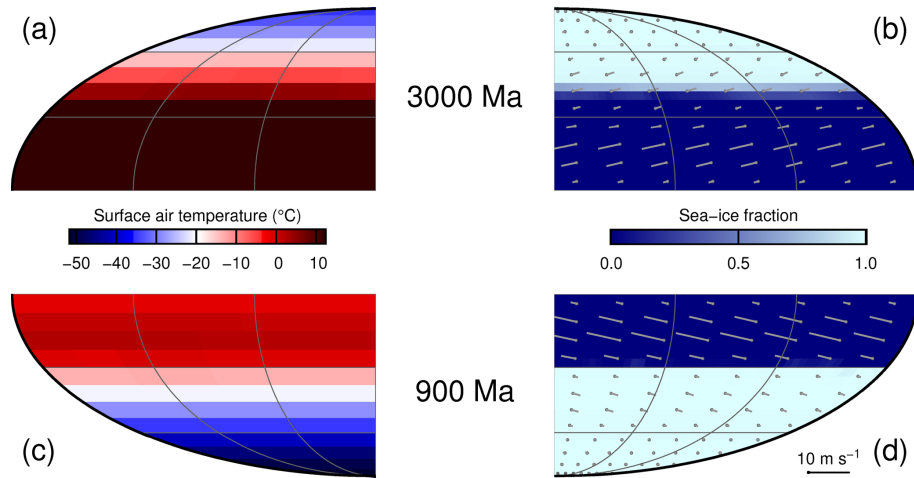 (a)
(b)
3000 Ma
Surface air temperature (°C)
−50 −40 −30 −20 −10 0 10
Sea−ice fraction
0.0 0.5 1.0
900 Ma
(c)
(d)
10 m s⁻¹